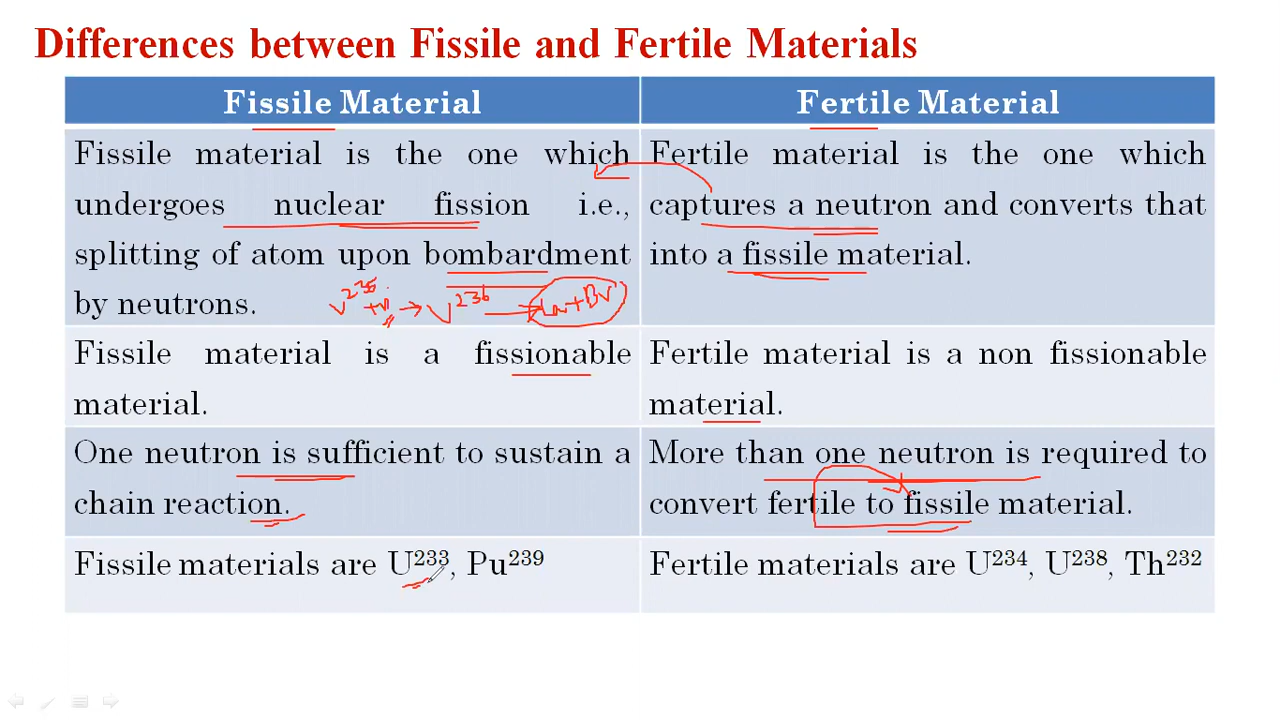 Differences between Fissile and Fertile Materials
Fissile Material
Fertile Material
Fissile material is the one which
undergoes nuclear fission i.e.,
splitting of atom upon bombardment
by neutrons.
Fertile material is the one which
captures a neutron and converts that
into a fissile material.
Fissile material is a fissionable
material.
Fertile material is a non fissionable
material.
One neutron is sufficient to sustain a
chain reaction.
More than one neutron is required to
convert fertile to fissile material.
Fissile materials are U²³³, Pu²³⁹
Fertile materials are U²³⁴, U²³⁸, Th²³²